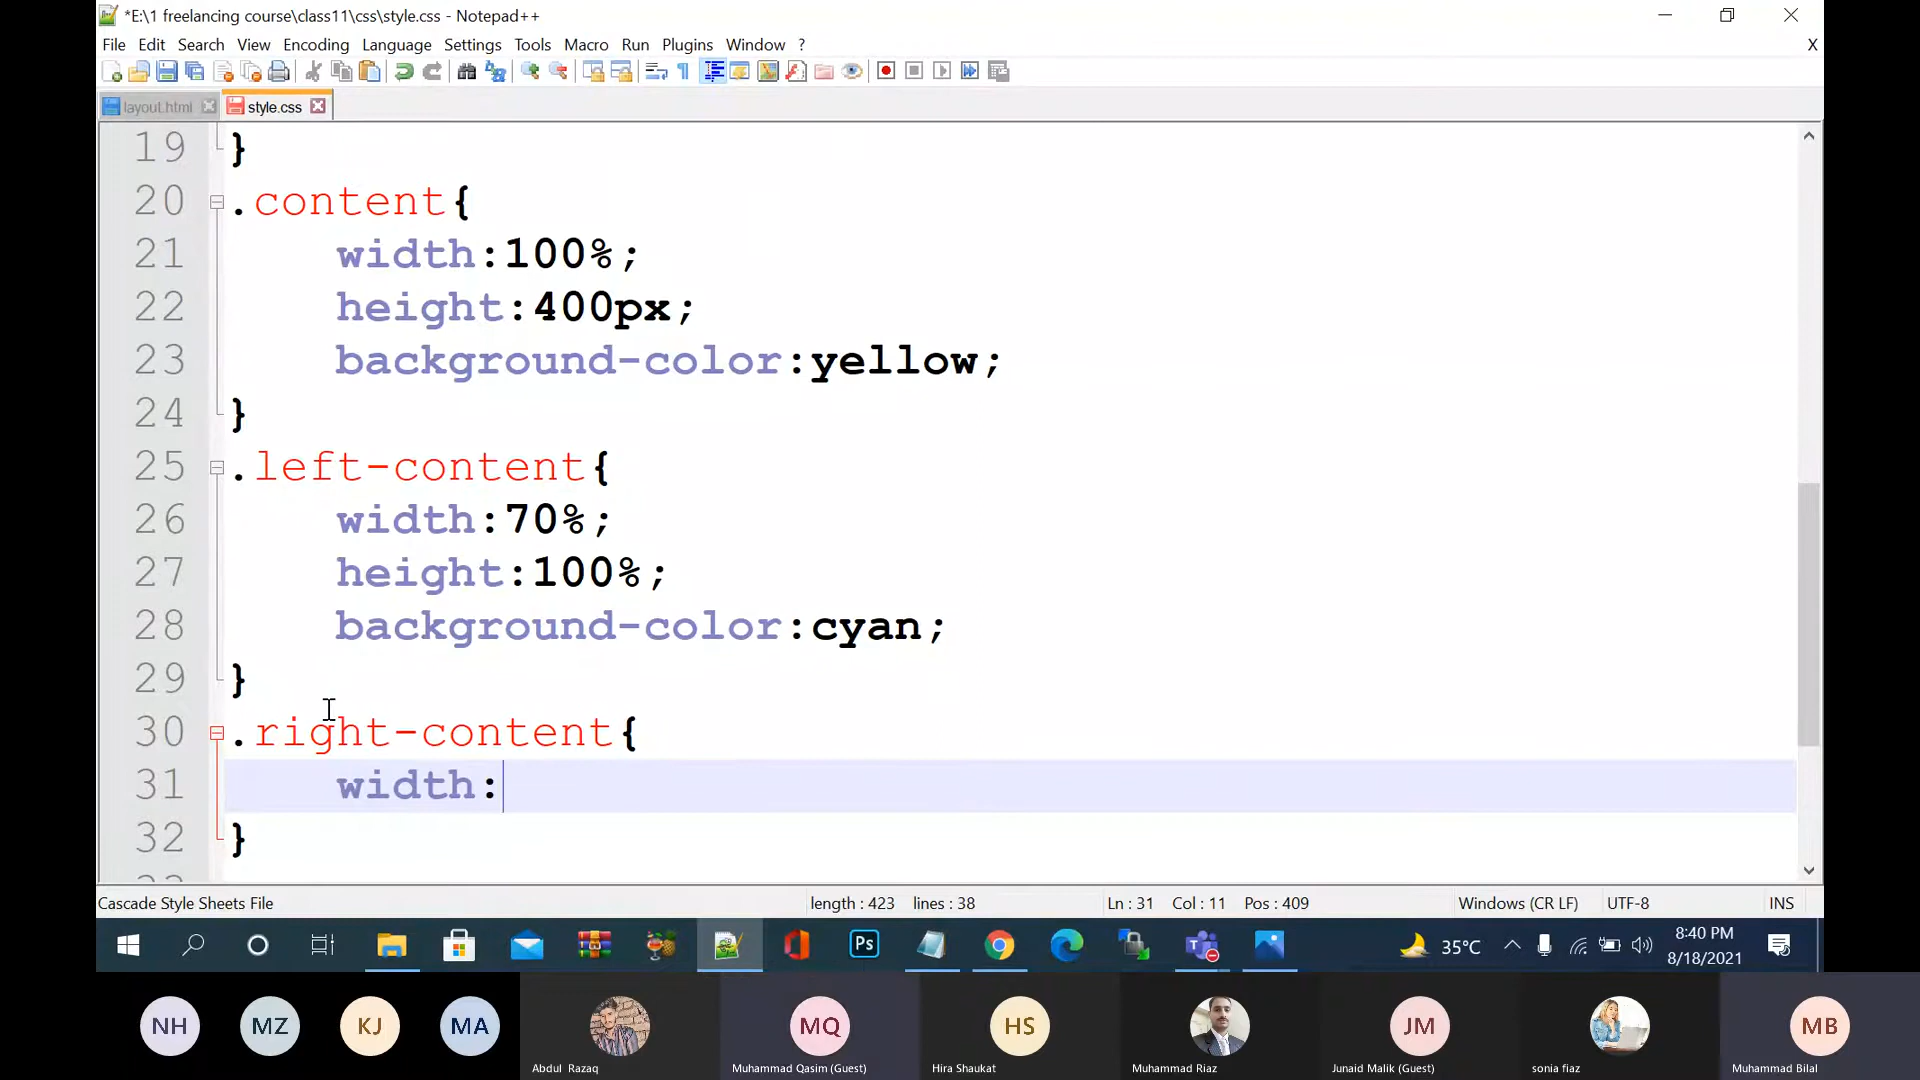 *E:\1 freelancing course\class11\css\style.css - Notepad++
File Edit Search View Encoding Language Settings Tools Macro Run Plugins Window ? X
layout.html style.css
19 }
20 .content{
21 width:100%;
22 height:400px;
23 background-color:yellow;
24 }
25 .left-content{
26 width:70%;
27 height:100%;
28 background-color:cyan;
29 }
30 .right-content{
31 width:
32 }
Cascade Style Sheets File length : 423 lines : 38 Ln : 31 Col : 11 Pos : 409 Windows (CR LF) UTF-8 INS
Ps 35°C 8:40 PM
8/18/2021
NH MZ KJ MA MQ HS JM MB
Abdul Razaq Muhammad Qasim (Guest) Hira Shaukat Muhammad Riaz Junaid Malik (Guest) sonia fiaz Muhammad Bilal